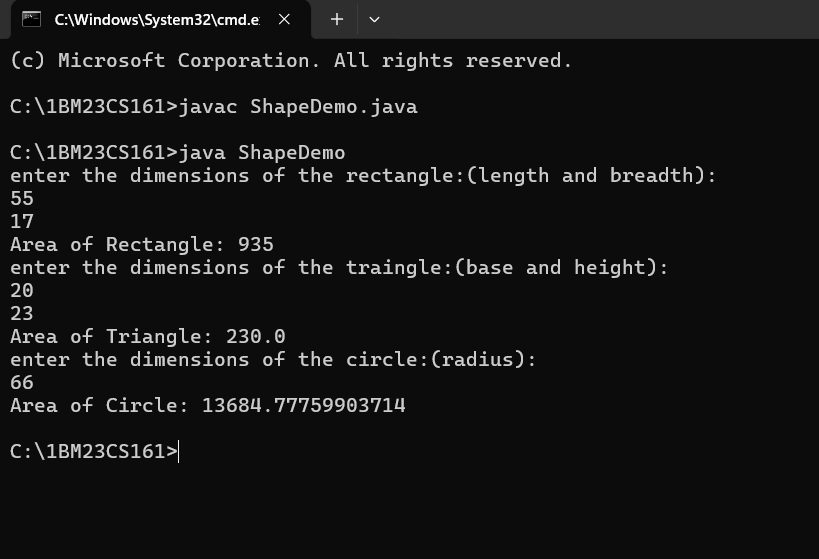 C:\Windows\System32\cmd.e
(c) Microsoft Corporation. All rights reserved.
C:\1BM23CS161>javac ShapeDemo.java
C:\1BM23CS161>java ShapeDemo
enter the dimensions of the rectangle:(length and breadth):
55
17
Area of Rectangle: 935
enter the dimensions of the traingle:(base and height):
20
23
Area of Triangle: 230.0
enter the dimensions of the circle:(radius):
66
Area of Circle: 13684.77759903714
C:\1BM23CS161>